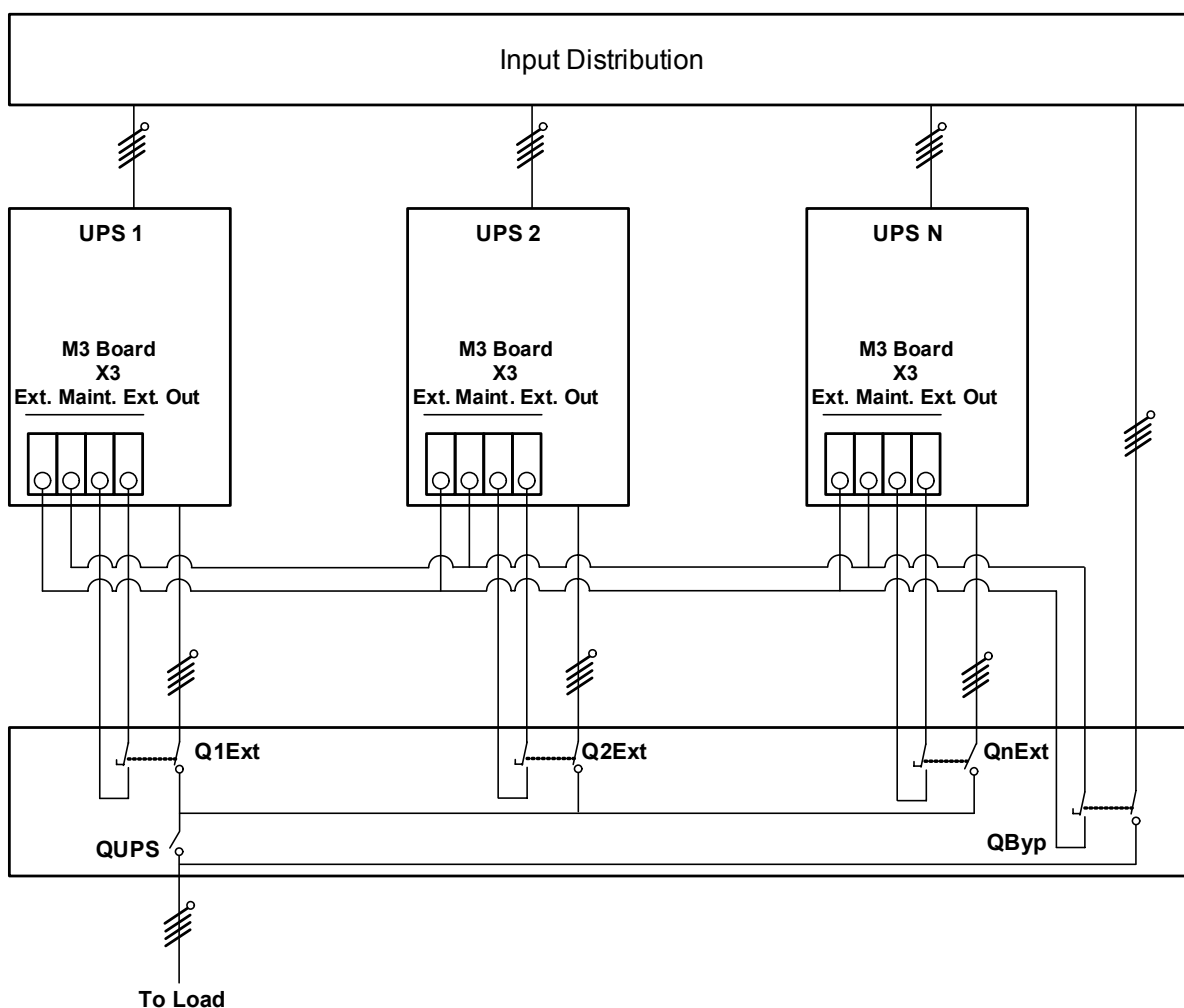 Input Distribution
UPS 1
UPS 2
UPS N
M3 Board
X3
Ext. Maint. Ext. Out
M3 Board
X3
Ext. Maint. Ext. Out
M3 Board
X3
Ext. Maint. Ext. Out
Q1Ext
Q2Ext
QnExt
QUPS
QByp
To Load